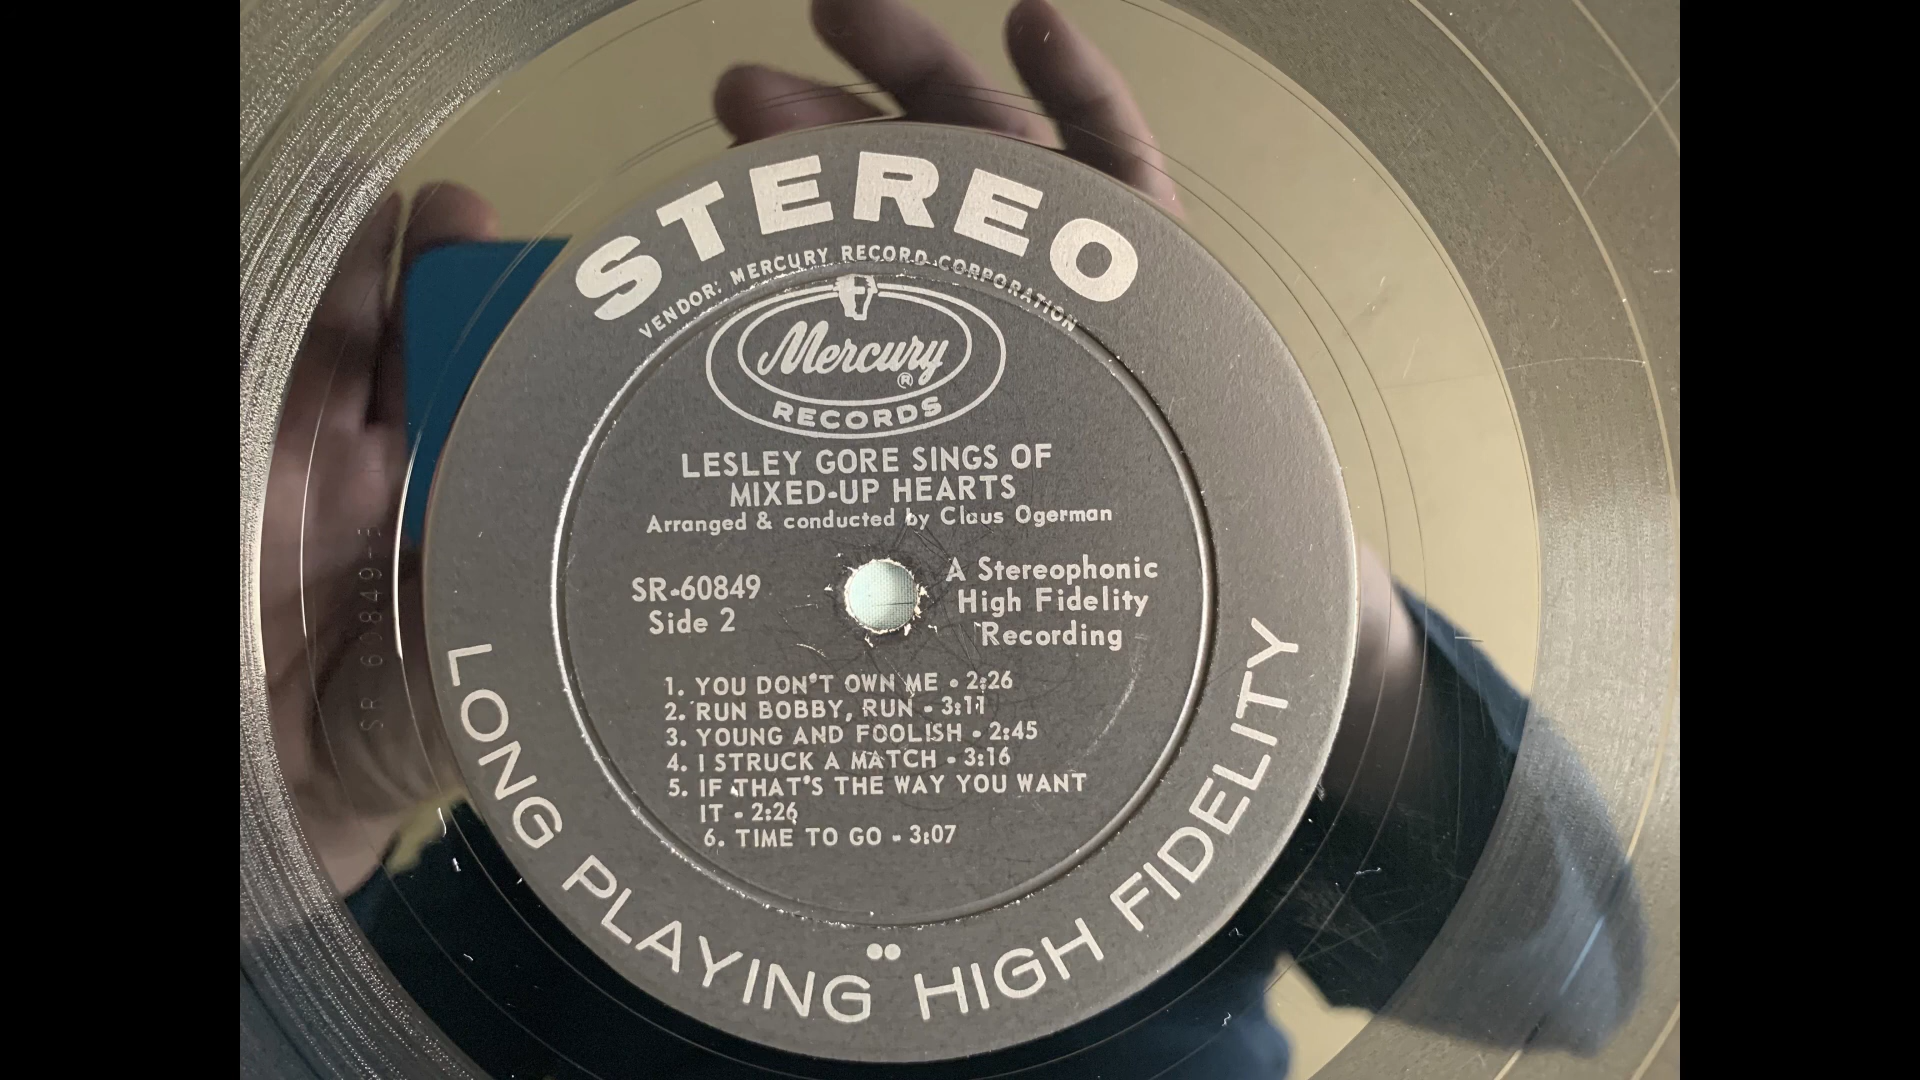 STEREO
VENDOR: MERCURY RECORD CORPORATION
Mercury
®
RECORDS
LESLEY GORE SINGS OF
MIXED-UP HEARTS
Arranged & conducted by Claus Ogerman
SR-60849
Side 2
A Stereophonic
High Fidelity
Recording
1. YOU DON'T OWN ME • 2:26
2. RUN BOBBY, RUN - 3:11
3. YOUNG AND FOOLISH • 2:45
4. I STRUCK A MATCH - 3:16
5. IF THAT'S THE WAY YOU WANT
IT - 2:26
6. TIME TO GO - 3:07
LONG PLAYING •• HIGH FIDELITY
SR 60849